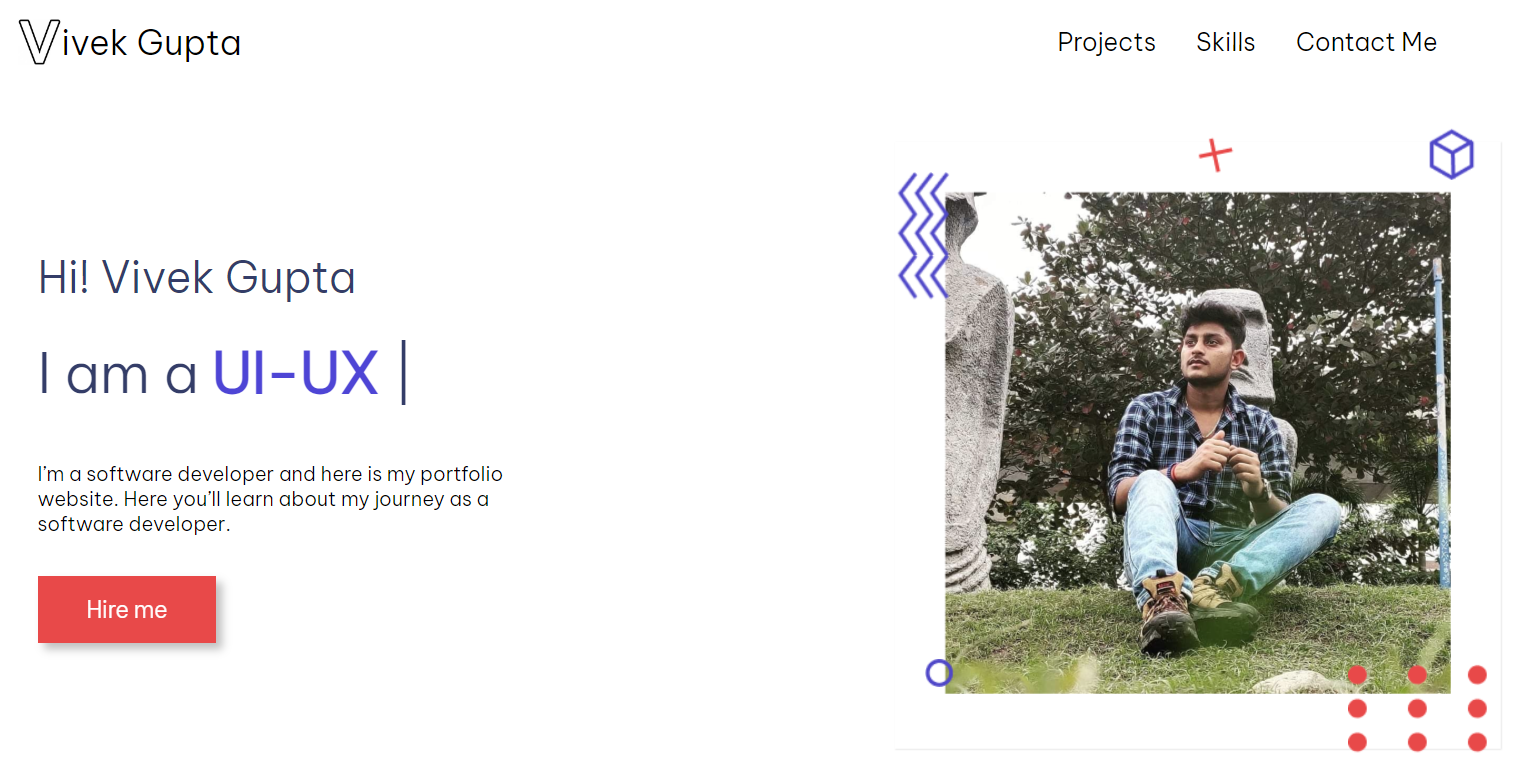 Vivek Gupta
Projects Skills Contact Me
Hi! Vivek Gupta
I am a UI-UX |
I'm a software developer and here is my portfolio
website. Here you'll learn about my journey as a
software developer.
Hire me